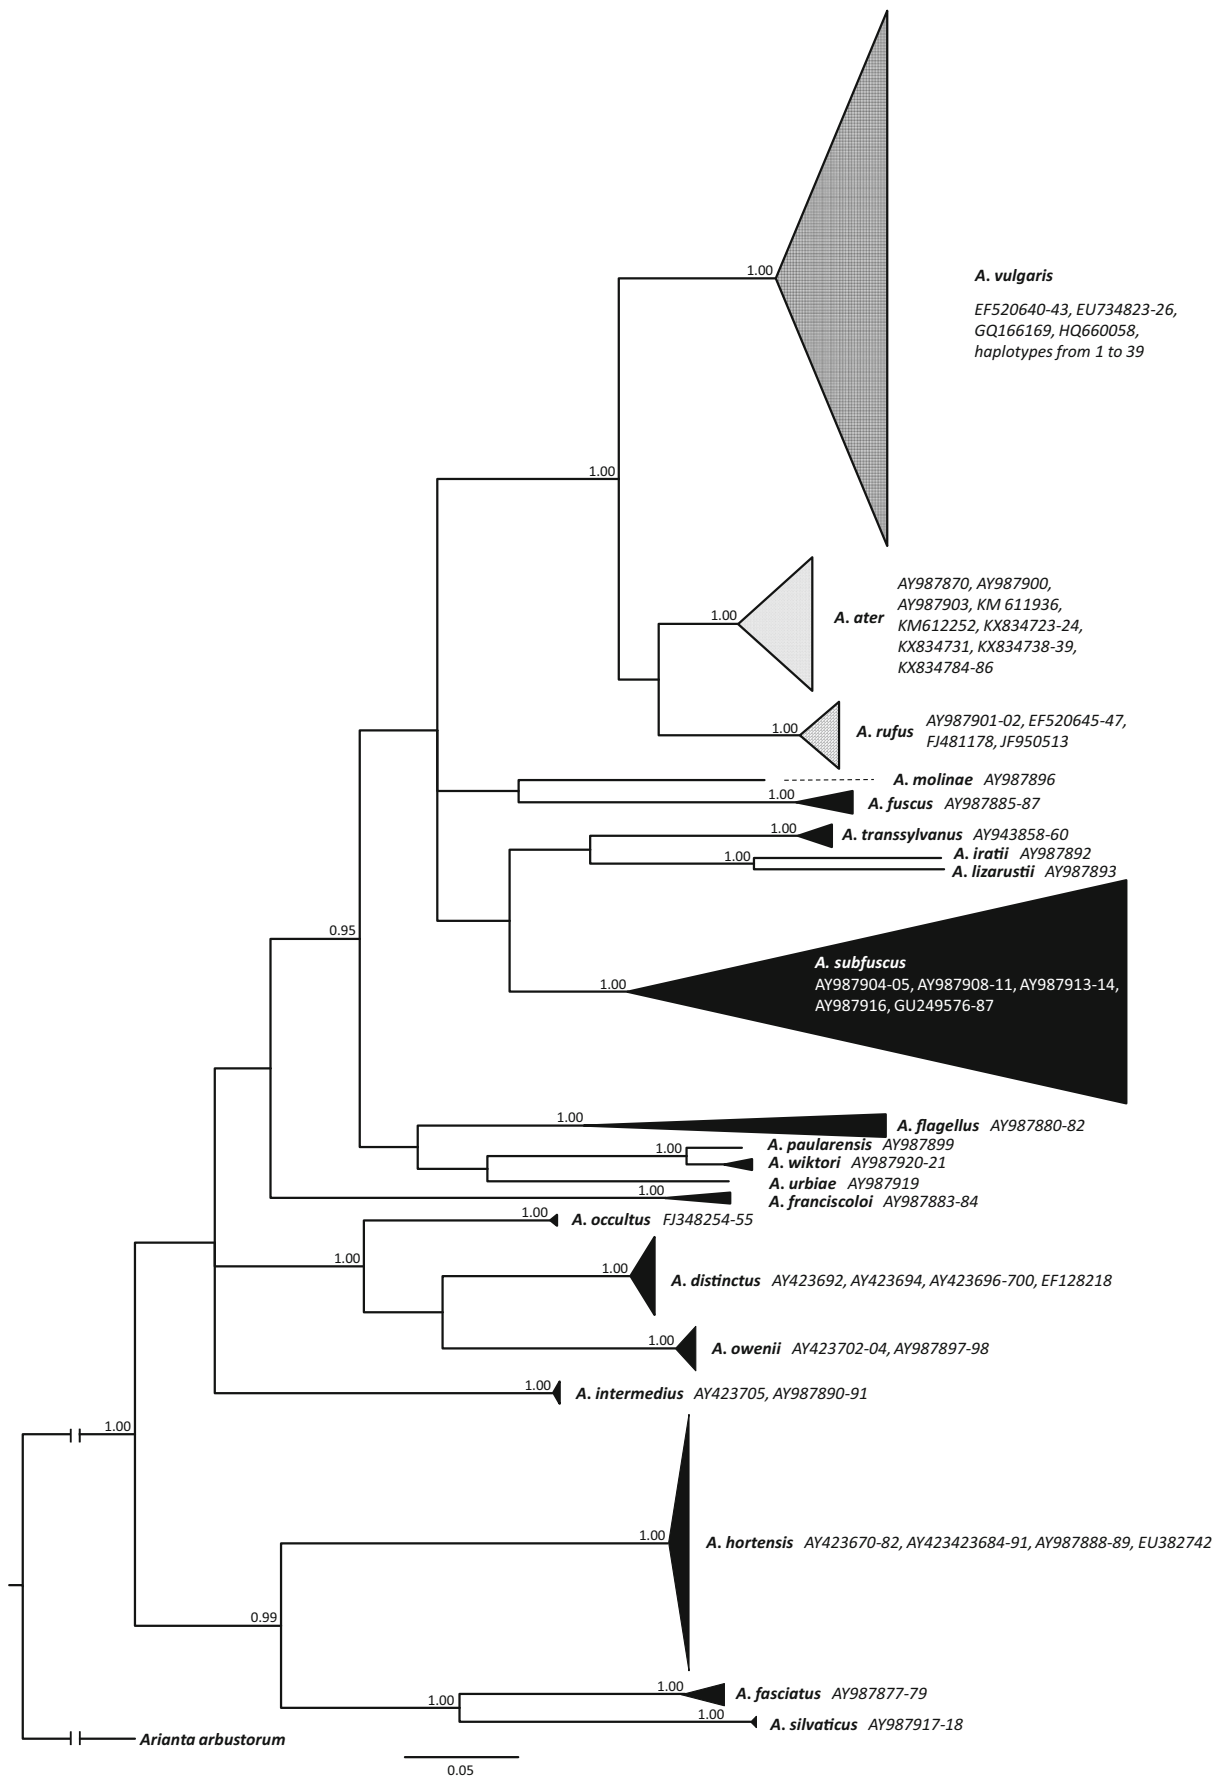 1.00
A. vulgaris
EF520640-43, EU734823-26,
GQ166169, HQ660058,
haplotypes from 1 to 39
1.00
AY987870, AY987900,
AY987903, KM 611936,
1.00
A. ater
KM612252, KX834723-24,
KX834731, KX834738-39,
KX834784-86
1.00
A. rufus
AY987901-02, EF520645-47,
FJ481178, JF950513
A. molinae AY987896
1.00
A. fuscus AY987885-87
1.00
A. transsylvanus AY943858-60
1.00
A. iratii AY987892
A. lizarustii AY987893
0.95
A. subfuscus
1.00
AY987904-05, AY987908-11, AY987913-14,
AY987916, GU249576-87
1.00
A. flagellus AY987880-82
1.00
A. paularensis AY987899
A. wiktori AY987920-21
A. urbiae AY987919
1.00
A. franciscoloi AY987883-84
1.00
A. occultus FJ348254-55
1.00
1.00
A. distinctus AY423692, AY423694, AY423696-700, EF128218
1.00
A. owenii AY423702-04, AY987897-98
1.00
A. intermedius AY423705, AY987890-91
1.00
1.00
A. hortensis AY423670-82, AY423423684-91, AY987888-89, EU382742
0.99
1.00
A. fasciatus AY987877-79
1.00
1.00
A. silvaticus AY987917-18
Arianta arbustorum
0.05